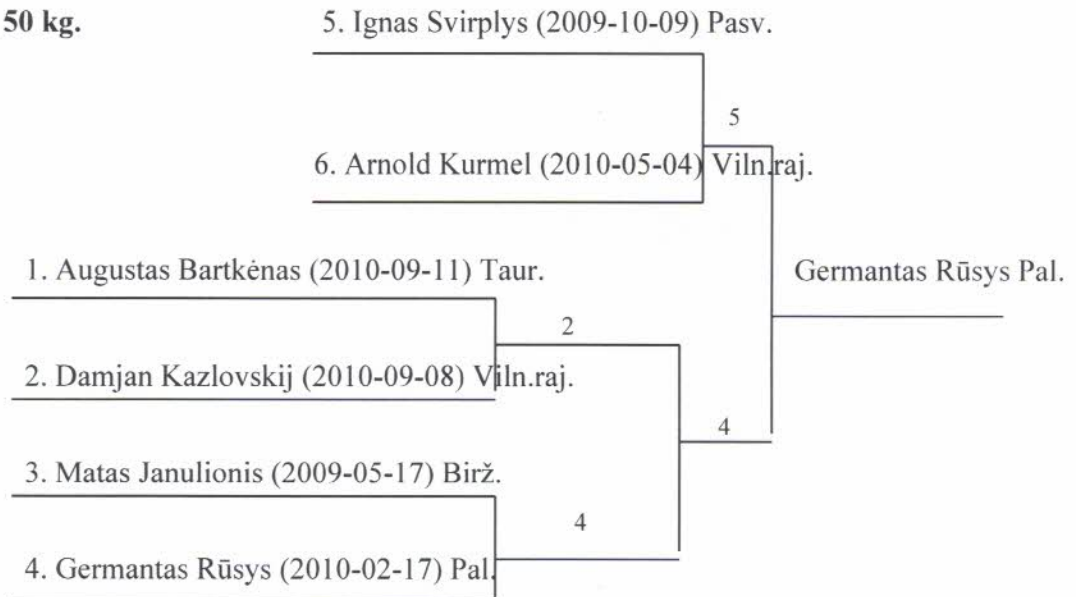 50 kg. 5. Ignas Svirplys (2009-10-09) Pasv.
5
6. Arnold Kurmel (2010-05-04) Viln.raj.
1. Augustas Bartkėnas (2010-09-11) Taur. Germantas Rūsys Pal.
2
2. Damjan Kazlovskij (2010-09-08) Viln.raj.
4
3. Matas Janulionis (2009-05-17) Birž.
4
4. Germantas Rūsys (2010-02-17) Pal.